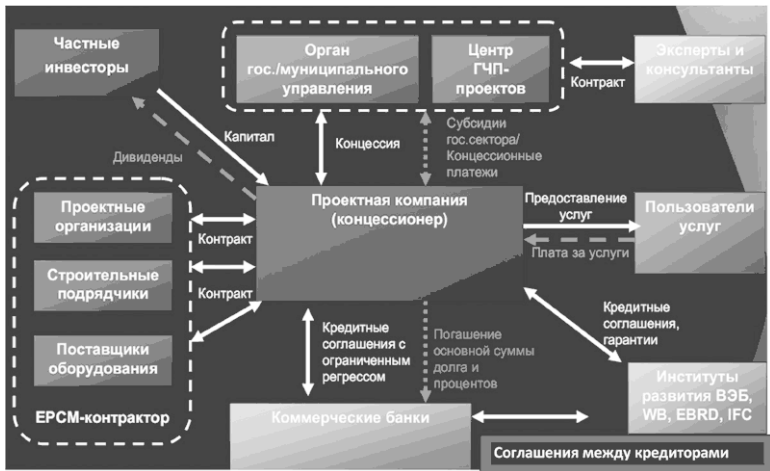 Частные
инвесторы
Орган
гос./муниципального
управления
Центр
ГЧП-
проектов
Эксперты и
консультанты
Контракт
Капитал
Дивиденды
Концессия
Субсидии
гос.сектора/
Концессионные
платежи
Проектные
организации
Строительные
подрядчики
Поставщики
оборудования
EPCM-контрактор
Контракт
Контракт
Проектная компания
(концессионер)
Предоставление
услуг
Плата за услуги
Пользователи
услуг
Кредитные
соглашения с
ограниченным
регрессом
Погашение
основной суммы
долга и
процентов
Кредитные
соглашения,
гарантии
Коммерческие банки
Институты
развития ВЭБ,
WB, EBRD, IFC
Соглашения между кредиторами